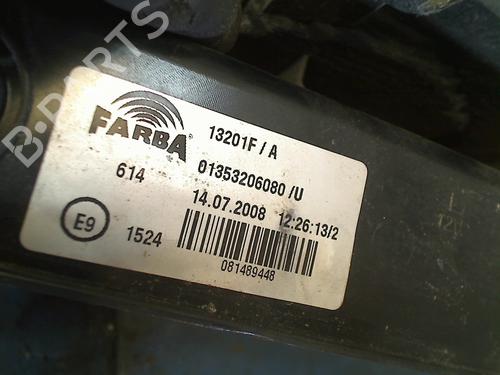 FARBA
13201F / A
01353206080 /U
614
14.07.2008 12:26:13/2
E9
1524
081489448
B-PARTS